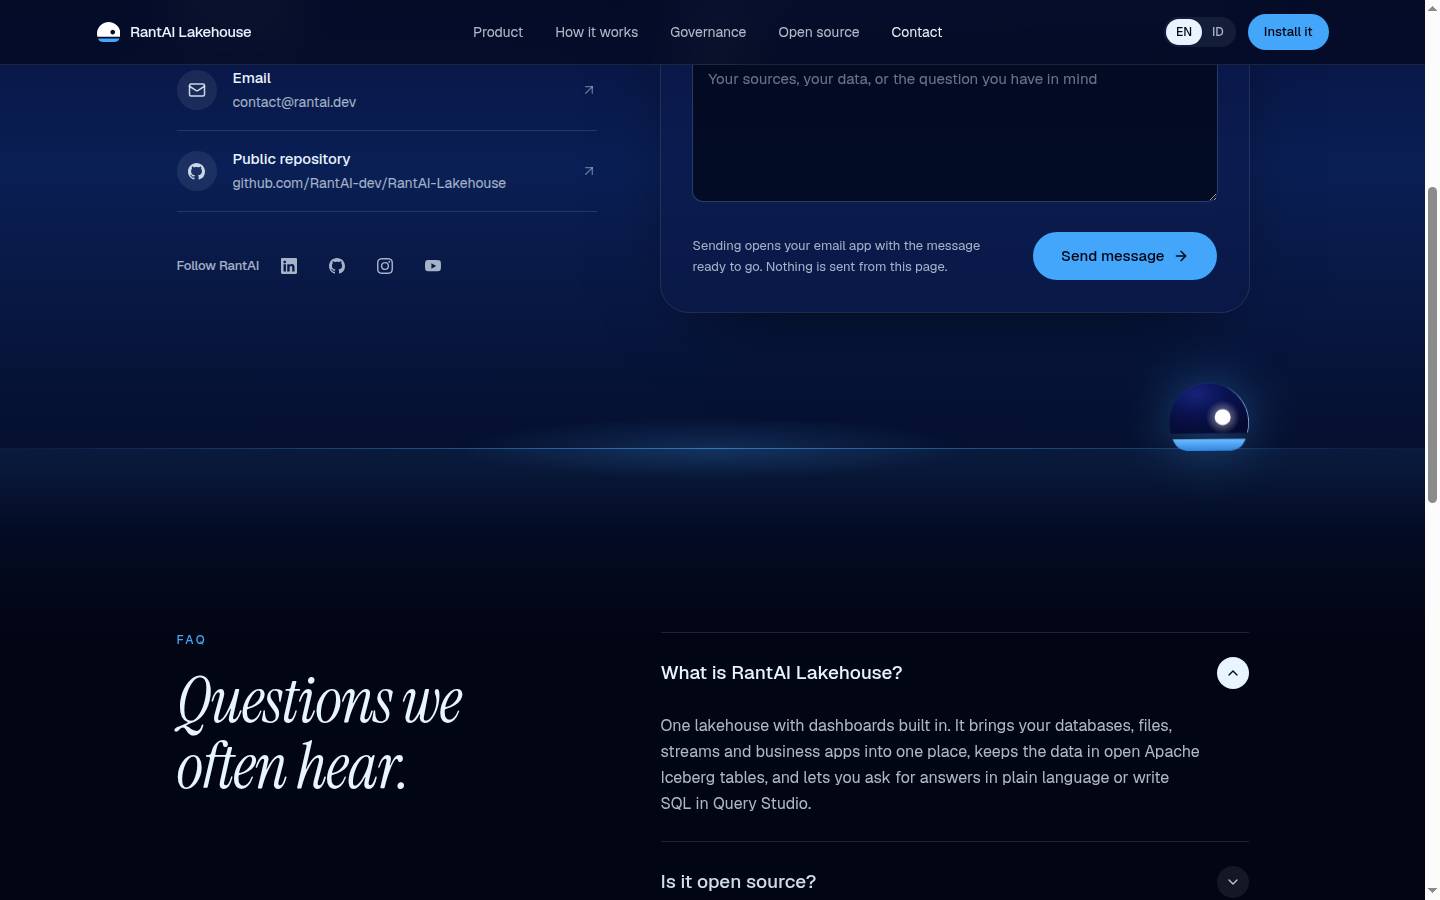 RantAI Lakehouse
Product
How it works
Governance
Open source
Contact
EN
ID
Install it
Email
contact@rantai.dev
Public repository
github.com/RantAI-dev/RantAI-Lakehouse
Follow RantAI
Your sources, your data, or the question you have in mind
Sending opens your email app with the message
ready to go. Nothing is sent from this page.
Send message
FAQ
Questions we
often hear.
What is RantAI Lakehouse?
One lakehouse with dashboards built in. It brings your databases, files,
streams and business apps into one place, keeps the data in open Apache
Iceberg tables, and lets you ask for answers in plain language or write
SQL in Query Studio.
Is it open source?